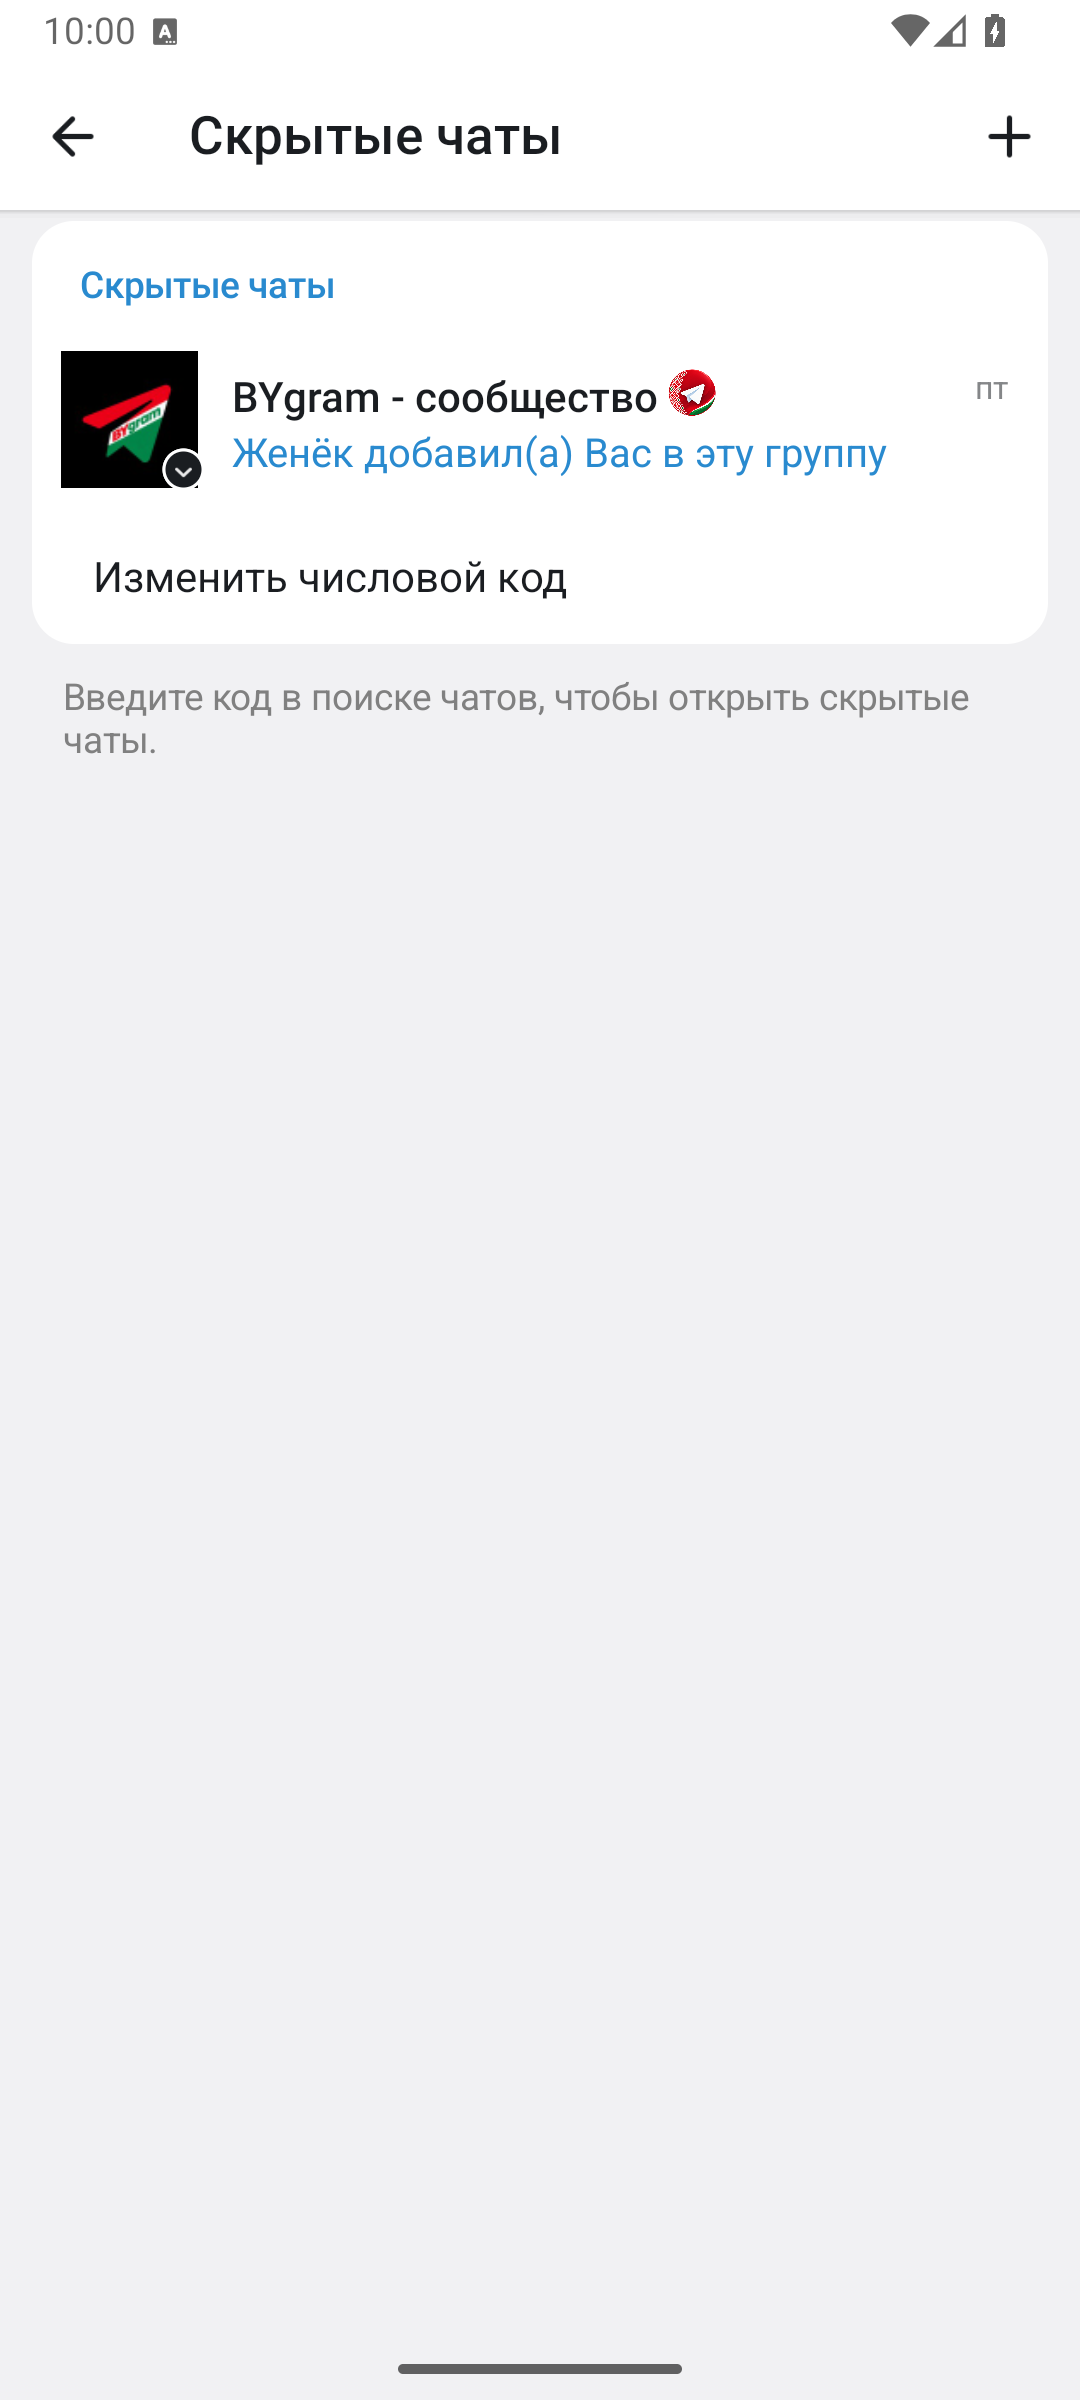 10:00
Скрытые чаты
Скрытые чаты
BYgram - сообщество
пт
Женёк добавил(а) Вас в эту группу
BYgram
Изменить числовой код
Введите код в поиске чатов, чтобы открыть скрытые
чаты.